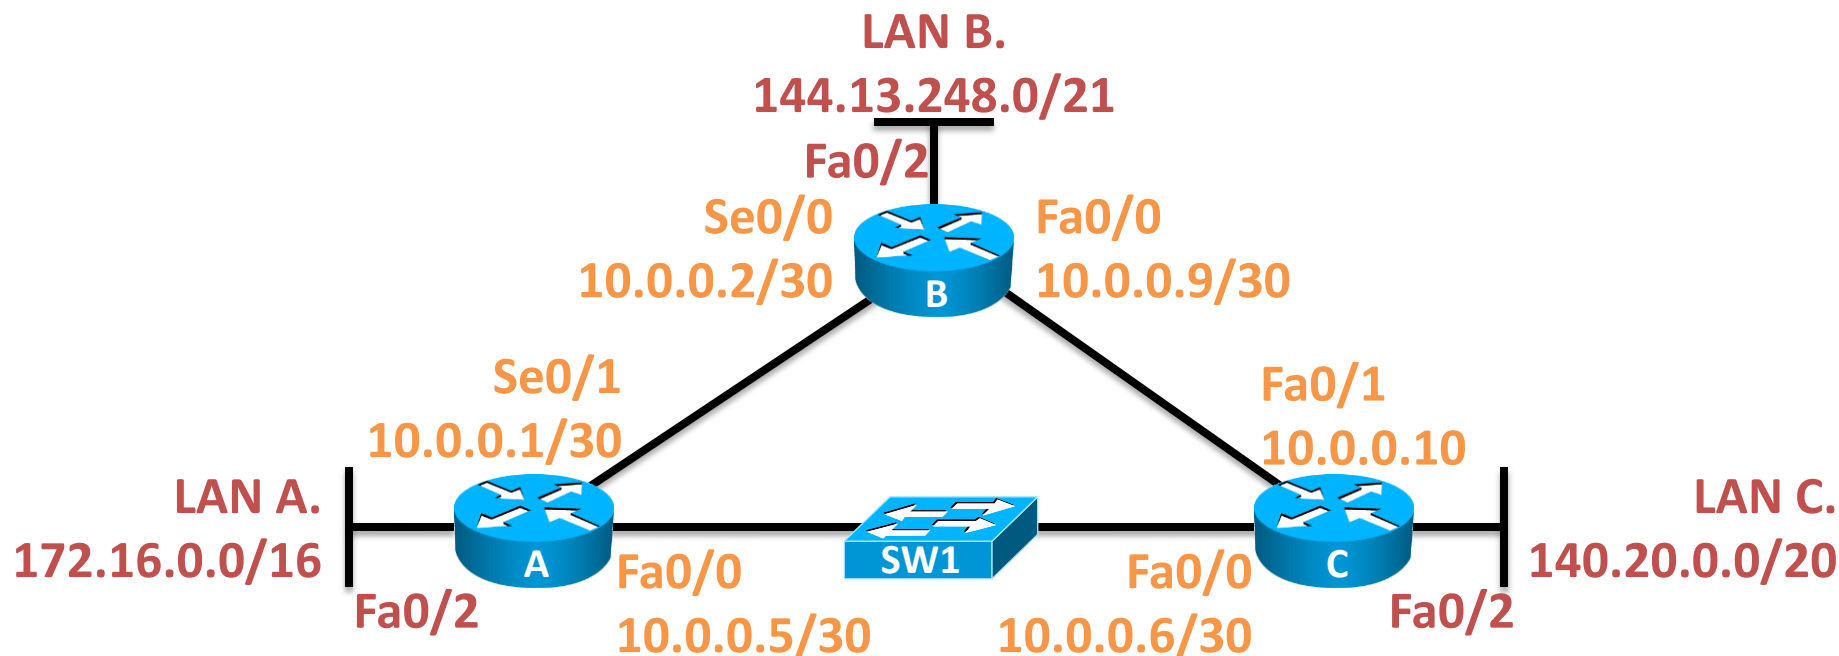 LAN B.
144.13.248.0/21
Fa0/2
Se0/0
10.0.0.2/30
Fa0/0
10.0.0.9/30
B
Se0/1
10.0.0.1/30
Fa0/1
10.0.0.10
LAN A.
172.16.0.0/16
Fa0/2
A
Fa0/0
10.0.0.5/30
SW1
Fa0/0
10.0.0.6/30
C
LAN C.
140.20.0.0/20
Fa0/2